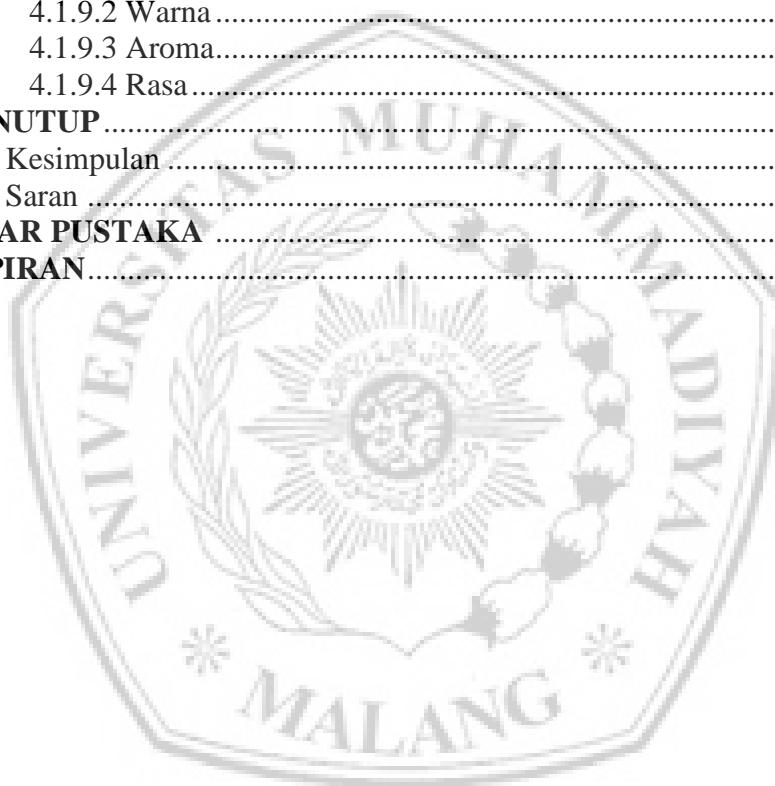 4.1.9.2 Warna........................................................................
4.1.9.3 Aroma........................................................................
4.1.9.4 Rasa...........................................................................
NUTUP....................................................................................
Kesimpulan............................................................................
Saran......................................................................................
AR PUSTAKA.......................................................................
PIRAN.....................................................................................
UNIVERSITAS MUHAMMADIYAH
MALANG